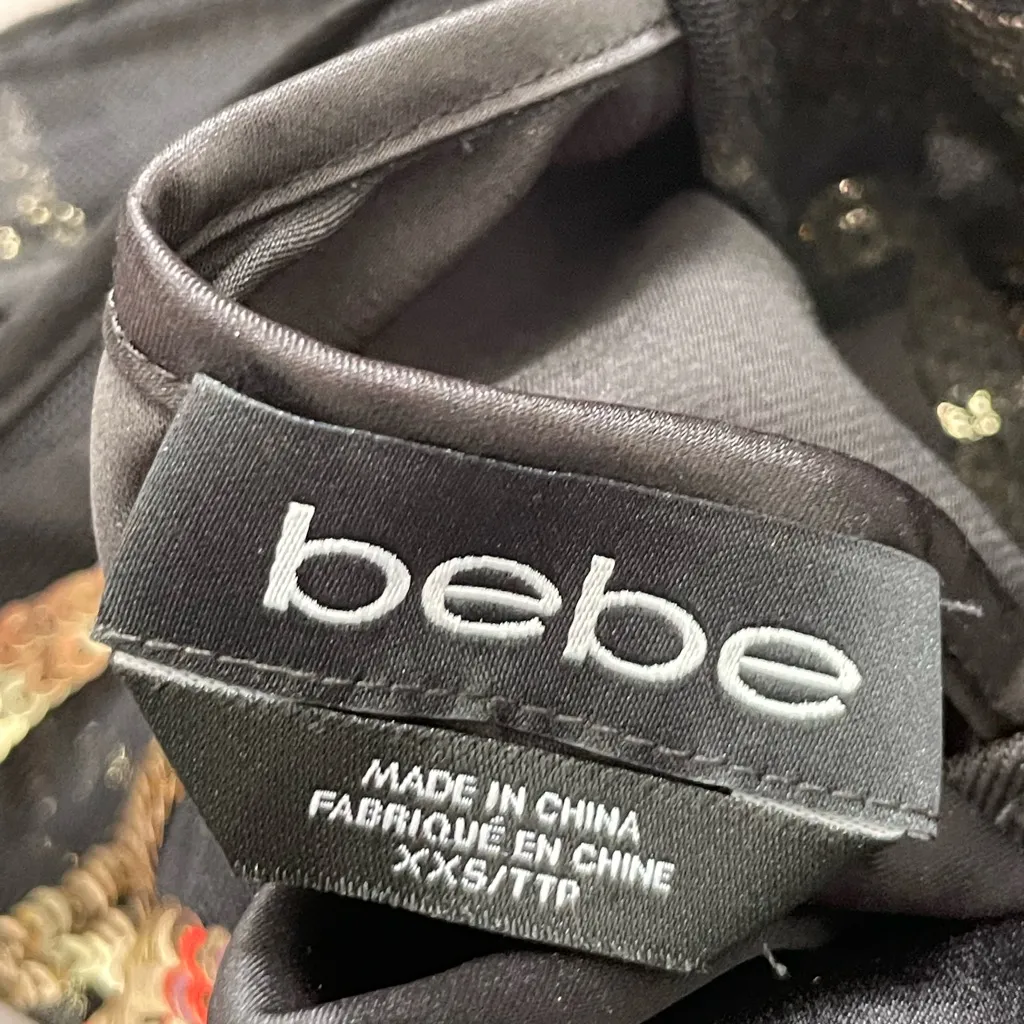 bebe
MADE IN CHINA
FABRIQUÉ EN CHINE
XXS/TTP